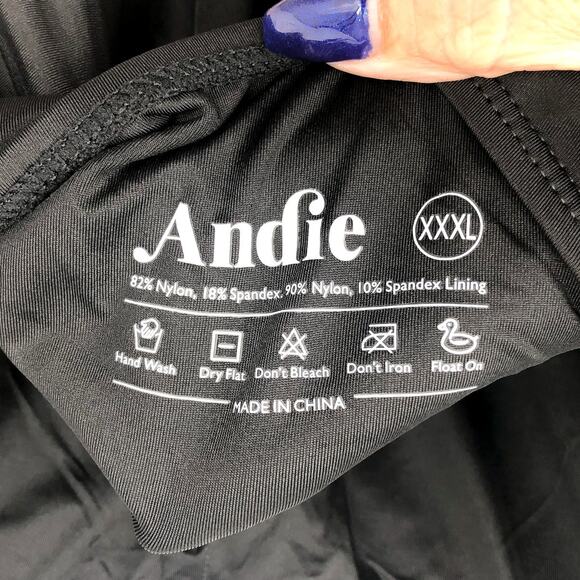 Andie XXXL
82% Nylon, 18% Spandex. 90% Nylon, 10% Spandex Lining
Hand Wash Dry Flat Don't Bleach Don't Iron Float On
MADE IN CHINA